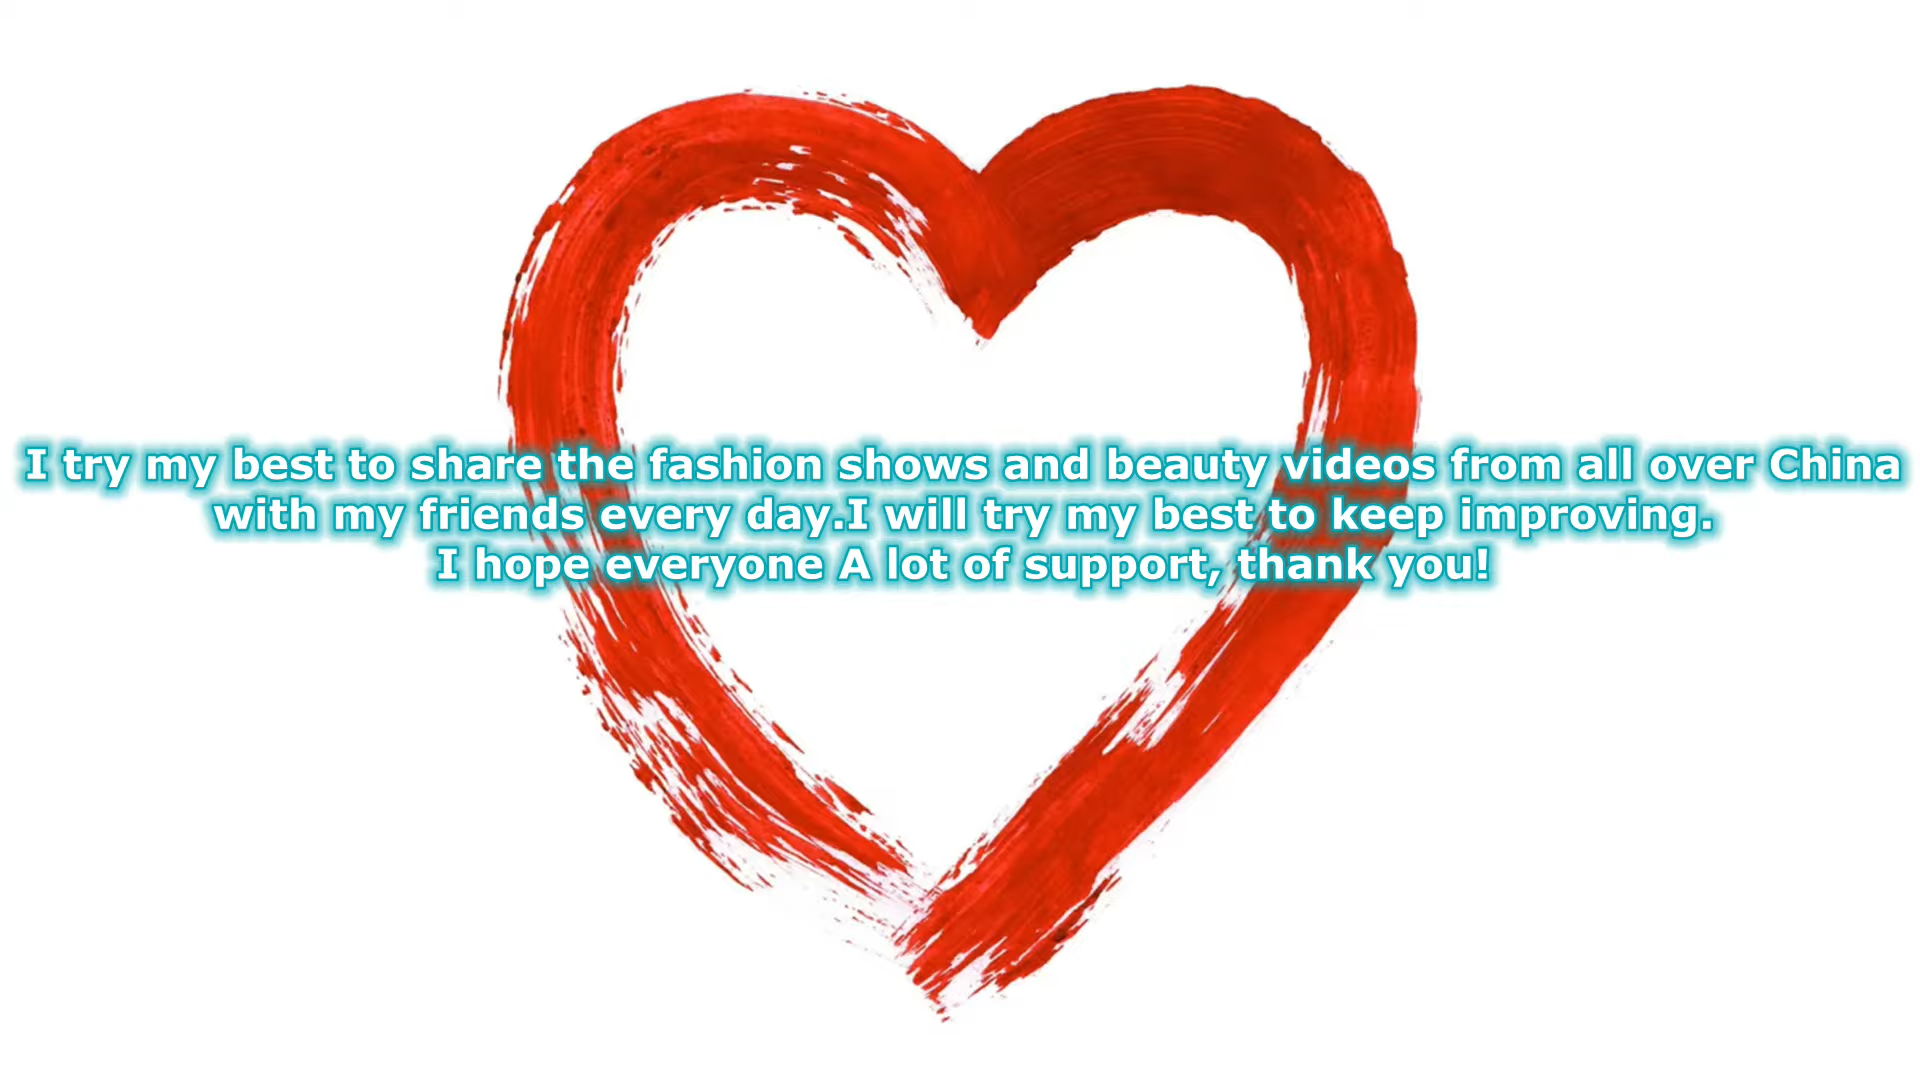 I try my best to share the fashion shows and beauty videos from all over China
with my friends every day.I will try my best to keep improving.
I hope everyone A lot of support, thank you!